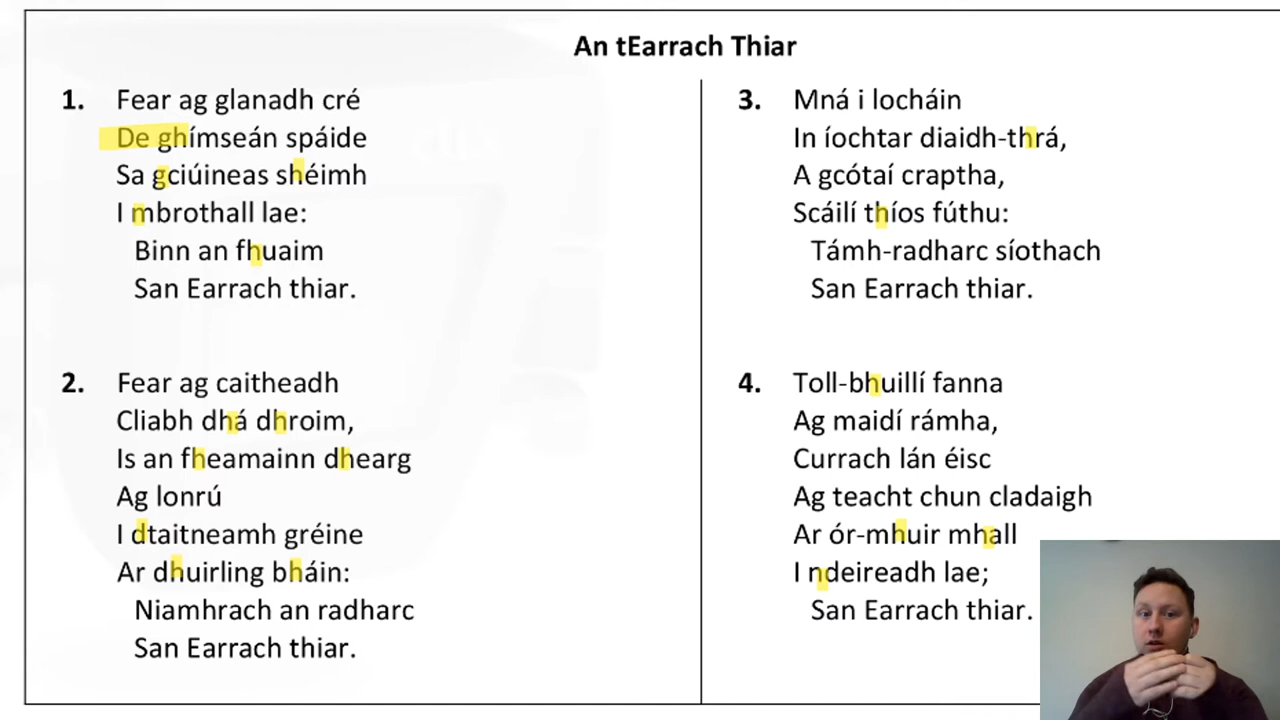 An tEarrach Thiar
1. Fear ag glanadh cré
De ghímseán spáide
Sa gciúineas shéimh
I mbrothall lae:
Binn an fhuaim
San Earrach thiar.
2. Fear ag caitheadh
Cliabh dhá dhroim,
Is an fheamainn dhearg
Ag lonrú
I dtaitneamh gréine
Ar dhuirling bháin:
Niamhrach an radharc
San Earrach thiar.
3. Mná i locháin
In íochtar diaidh-thrá,
A gcótaí craptha,
Scáilí thíos fúthu:
Támh-radharc síothach
San Earrach thiar.
4. Toll-bhuillí fanna
Ag maidí rámha,
Currach lán éisc
Ag teacht chun cladaigh
Ar ór-mhuir mhall
I ndeireadh lae;
San Earrach thiar.